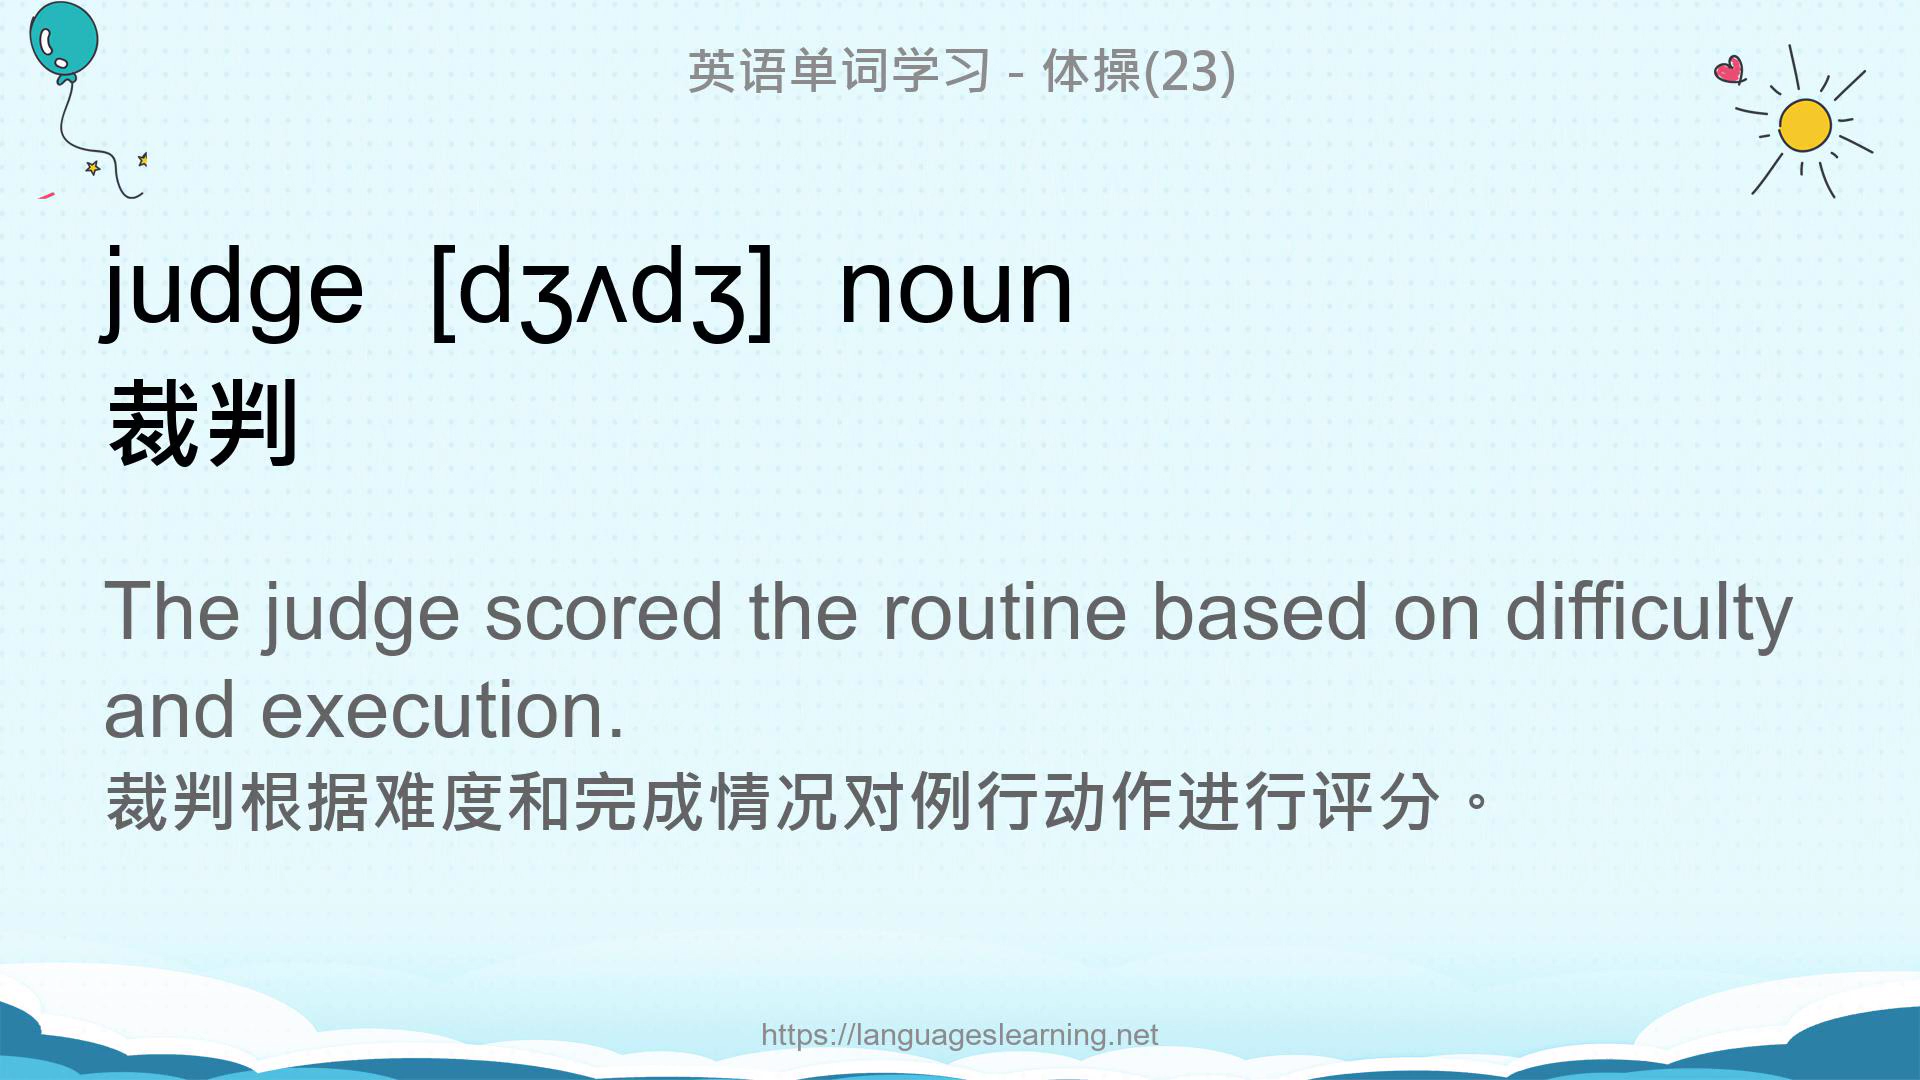 英语单词学习 - 体操(23)
judge [dʒʌdʒ] noun
裁判
The judge scored the routine based on difficulty
and execution.
裁判根据难度和完成情况对例行动作进行评分。
https://languageslearning.net